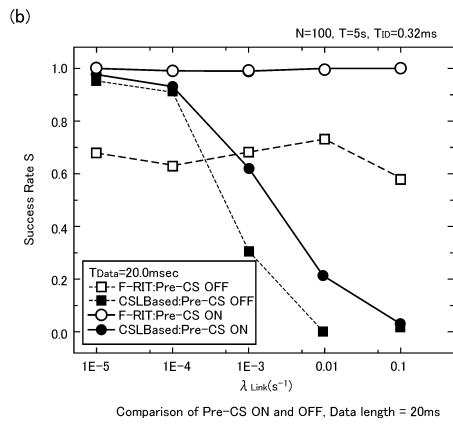 (b)
N=100, T=5s, TID=0.32ms
1.0
0.8
0.6
0.4
0.2
0.0
Success Rate S
TData=20.0msec
F-RIT:Pre-CS OFF
CSLBased:Pre-CS OFF
F-RIT:Pre-CS ON
CSLBased:Pre-CS ON
1E-5 1E-4 1E-3 0.01 0.1
λ Link(s⁻¹)
Comparison of Pre-CS ON and OFF, Data length = 20ms